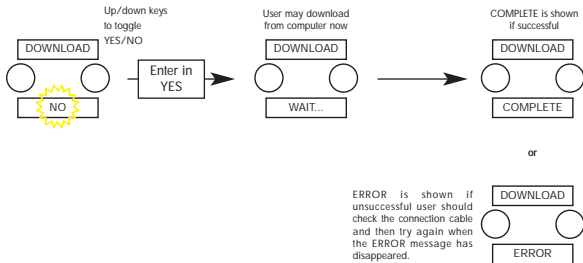 Up/down keys
to toggle
YES/NO
DOWNLOAD
NO
Enter in
YES
User may download
from computer now
DOWNLOAD
WAIT...
COMPLETE is shown
if successful
DOWNLOAD
COMPLETE
or
ERROR is shown if
unsuccessful user should
check the connection cable
and then try again when
the ERROR message has
disappeared.
DOWNLOAD
ERROR